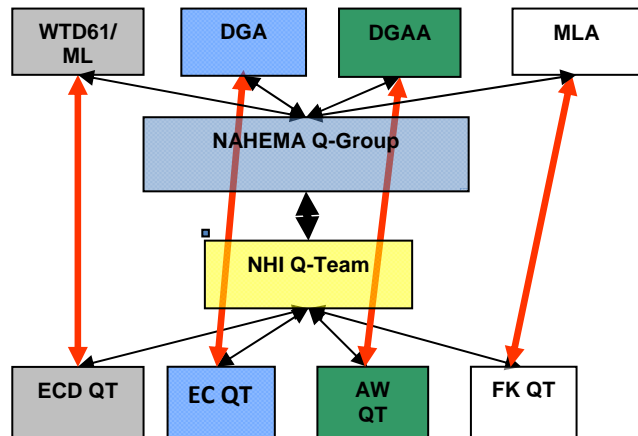 WTD61/
ML
DGA
DGAA
MLA
NAHEMA Q-Group
NHI Q-Team
ECD QT
EC QT
AW
QT
FK QT